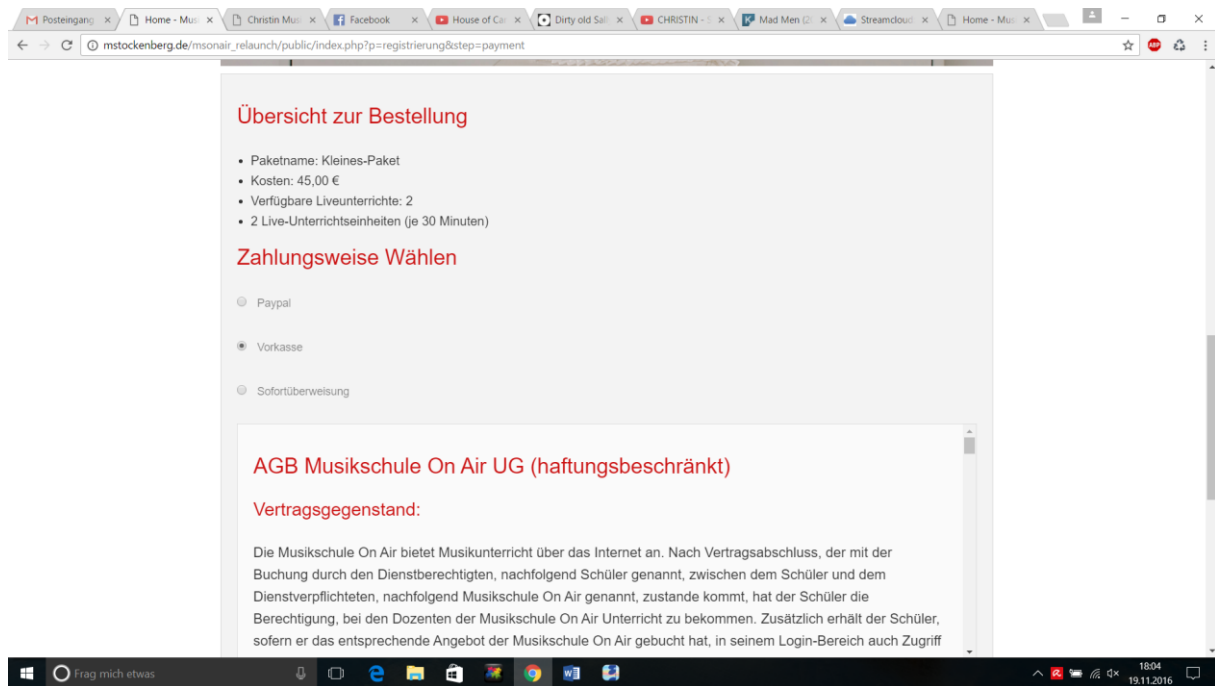 Posteingang
Home - Mus
Christin Musi
Facebook
House of Car
Dirty old Sali
CHRISTIN - S
Mad Men (2
Streamcloud
Home - Mus
mstockenberg.de/msonair_relaunch/public/index.php?p=registrierung&step=payment
ABP
Übersicht zur Bestellung
• Paketname: Kleines-Paket
• Kosten: 45,00 €
• Verfügbare Liveunterrichte: 2
• 2 Live-Unterrichtseinheiten (je 30 Minuten)
Zahlungsweise Wählen
Paypal
Vorkasse
Sofortüberweisung
AGB Musikschule On Air UG (haftungsbeschränkt)
Vertragsgegenstand:
Die Musikschule On Air bietet Musikunterricht über das Internet an. Nach Vertragsabschluss, der mit der
Buchung durch den Dienstberechtigten, nachfolgend Schüler genannt, zwischen dem Schüler und dem
Dienstverpflichteten, nachfolgend Musikschule On Air genannt, zustande kommt, hat der Schüler die
Berechtigung, bei den Dozenten der Musikschule On Air Unterricht zu bekommen. Zusätzlich erhält der Schüler,
sofern er das entsprechende Angebot der Musikschule On Air gebucht hat, in seinem Login-Bereich auch Zugriff
Frag mich etwas
18:04
19.11.2016